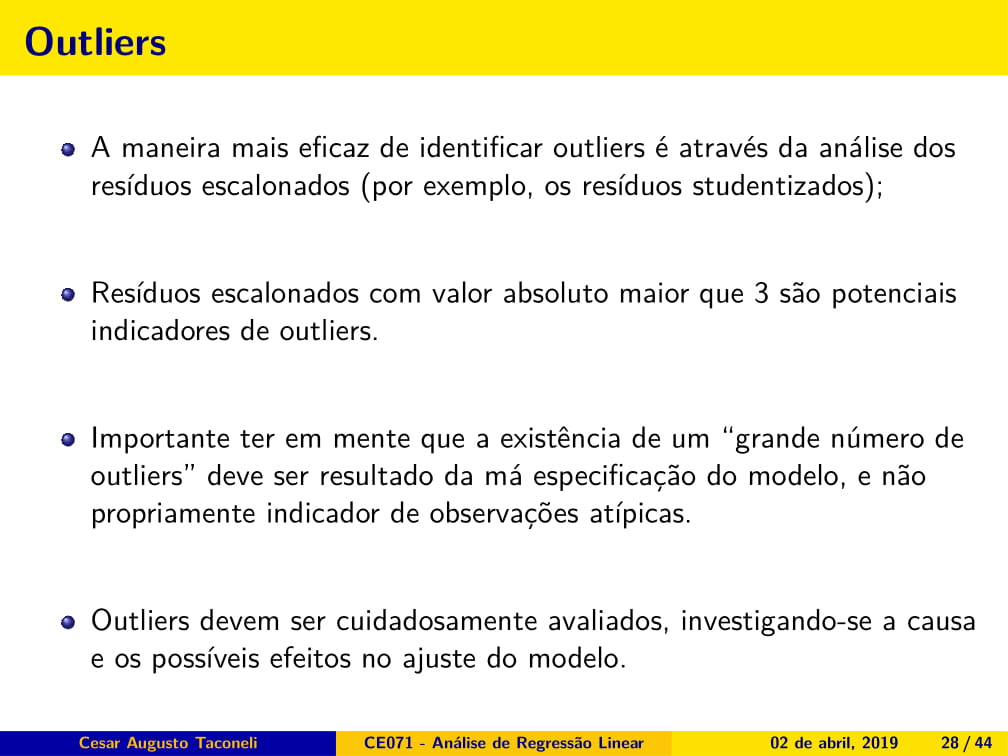 Outliers
A maneira mais eficaz de identificar outliers é através da análise dos
resíduos escalonados (por exemplo, os resíduos studentizados);
Resíduos escalonados com valor absoluto maior que 3 são potenciais
indicadores de outliers.
Importante ter em mente que a existência de um “grande número de
outliers” deve ser resultado da má especificação do modelo, e não
propriamente indicador de observações atípicas.
Outliers devem ser cuidadosamente avaliados, investigando-se a causa
e os possíveis efeitos no ajuste do modelo.
Cesar Augusto Taconeli CE071 - Análise de Regressão Linear 02 de abril, 2019 28 / 44